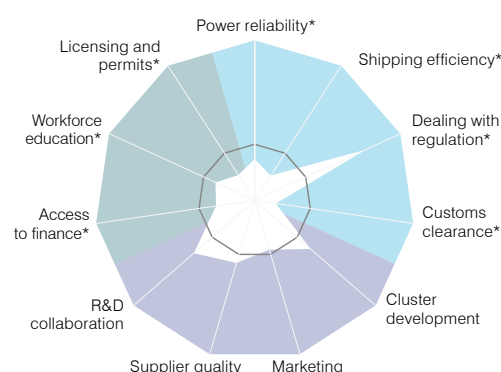 Power reliability*
Licensing and
permits*
Shipping efficiency*
Workforce
education*
Dealing with
regulation*
Access
to finance*
Customs
clearance*
R&D
collaboration
Cluster
development
Supplier quality
Marketing